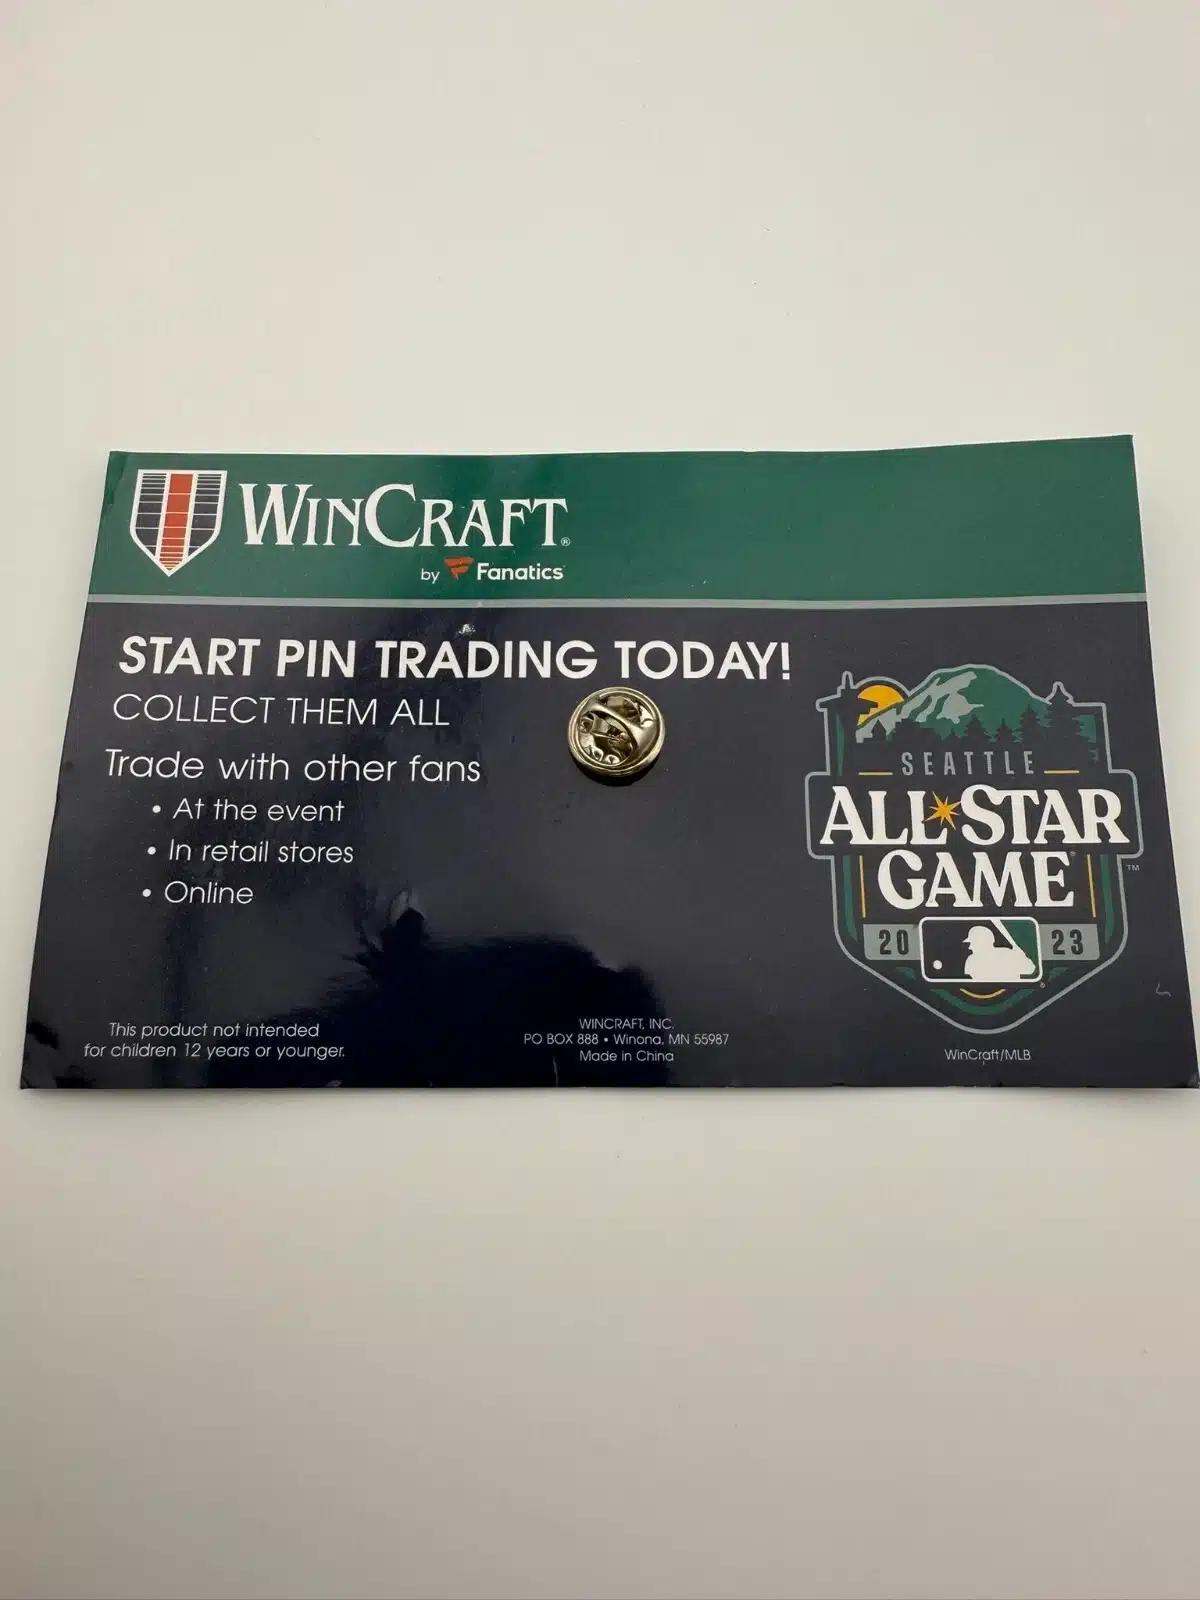 WINCRAFT®
by Fanatics
START PIN TRADING TODAY!
COLLECT THEM ALL
Trade with other fans
• At the event
• In retail stores
• Online
SEATTLE
ALL STAR
GAME
™
20 23
This product not intended
for children 12 years or younger.
WINCRAFT, INC.
PO BOX 888 • Winona, MN 55987
Made in China
WinCraft/MLB